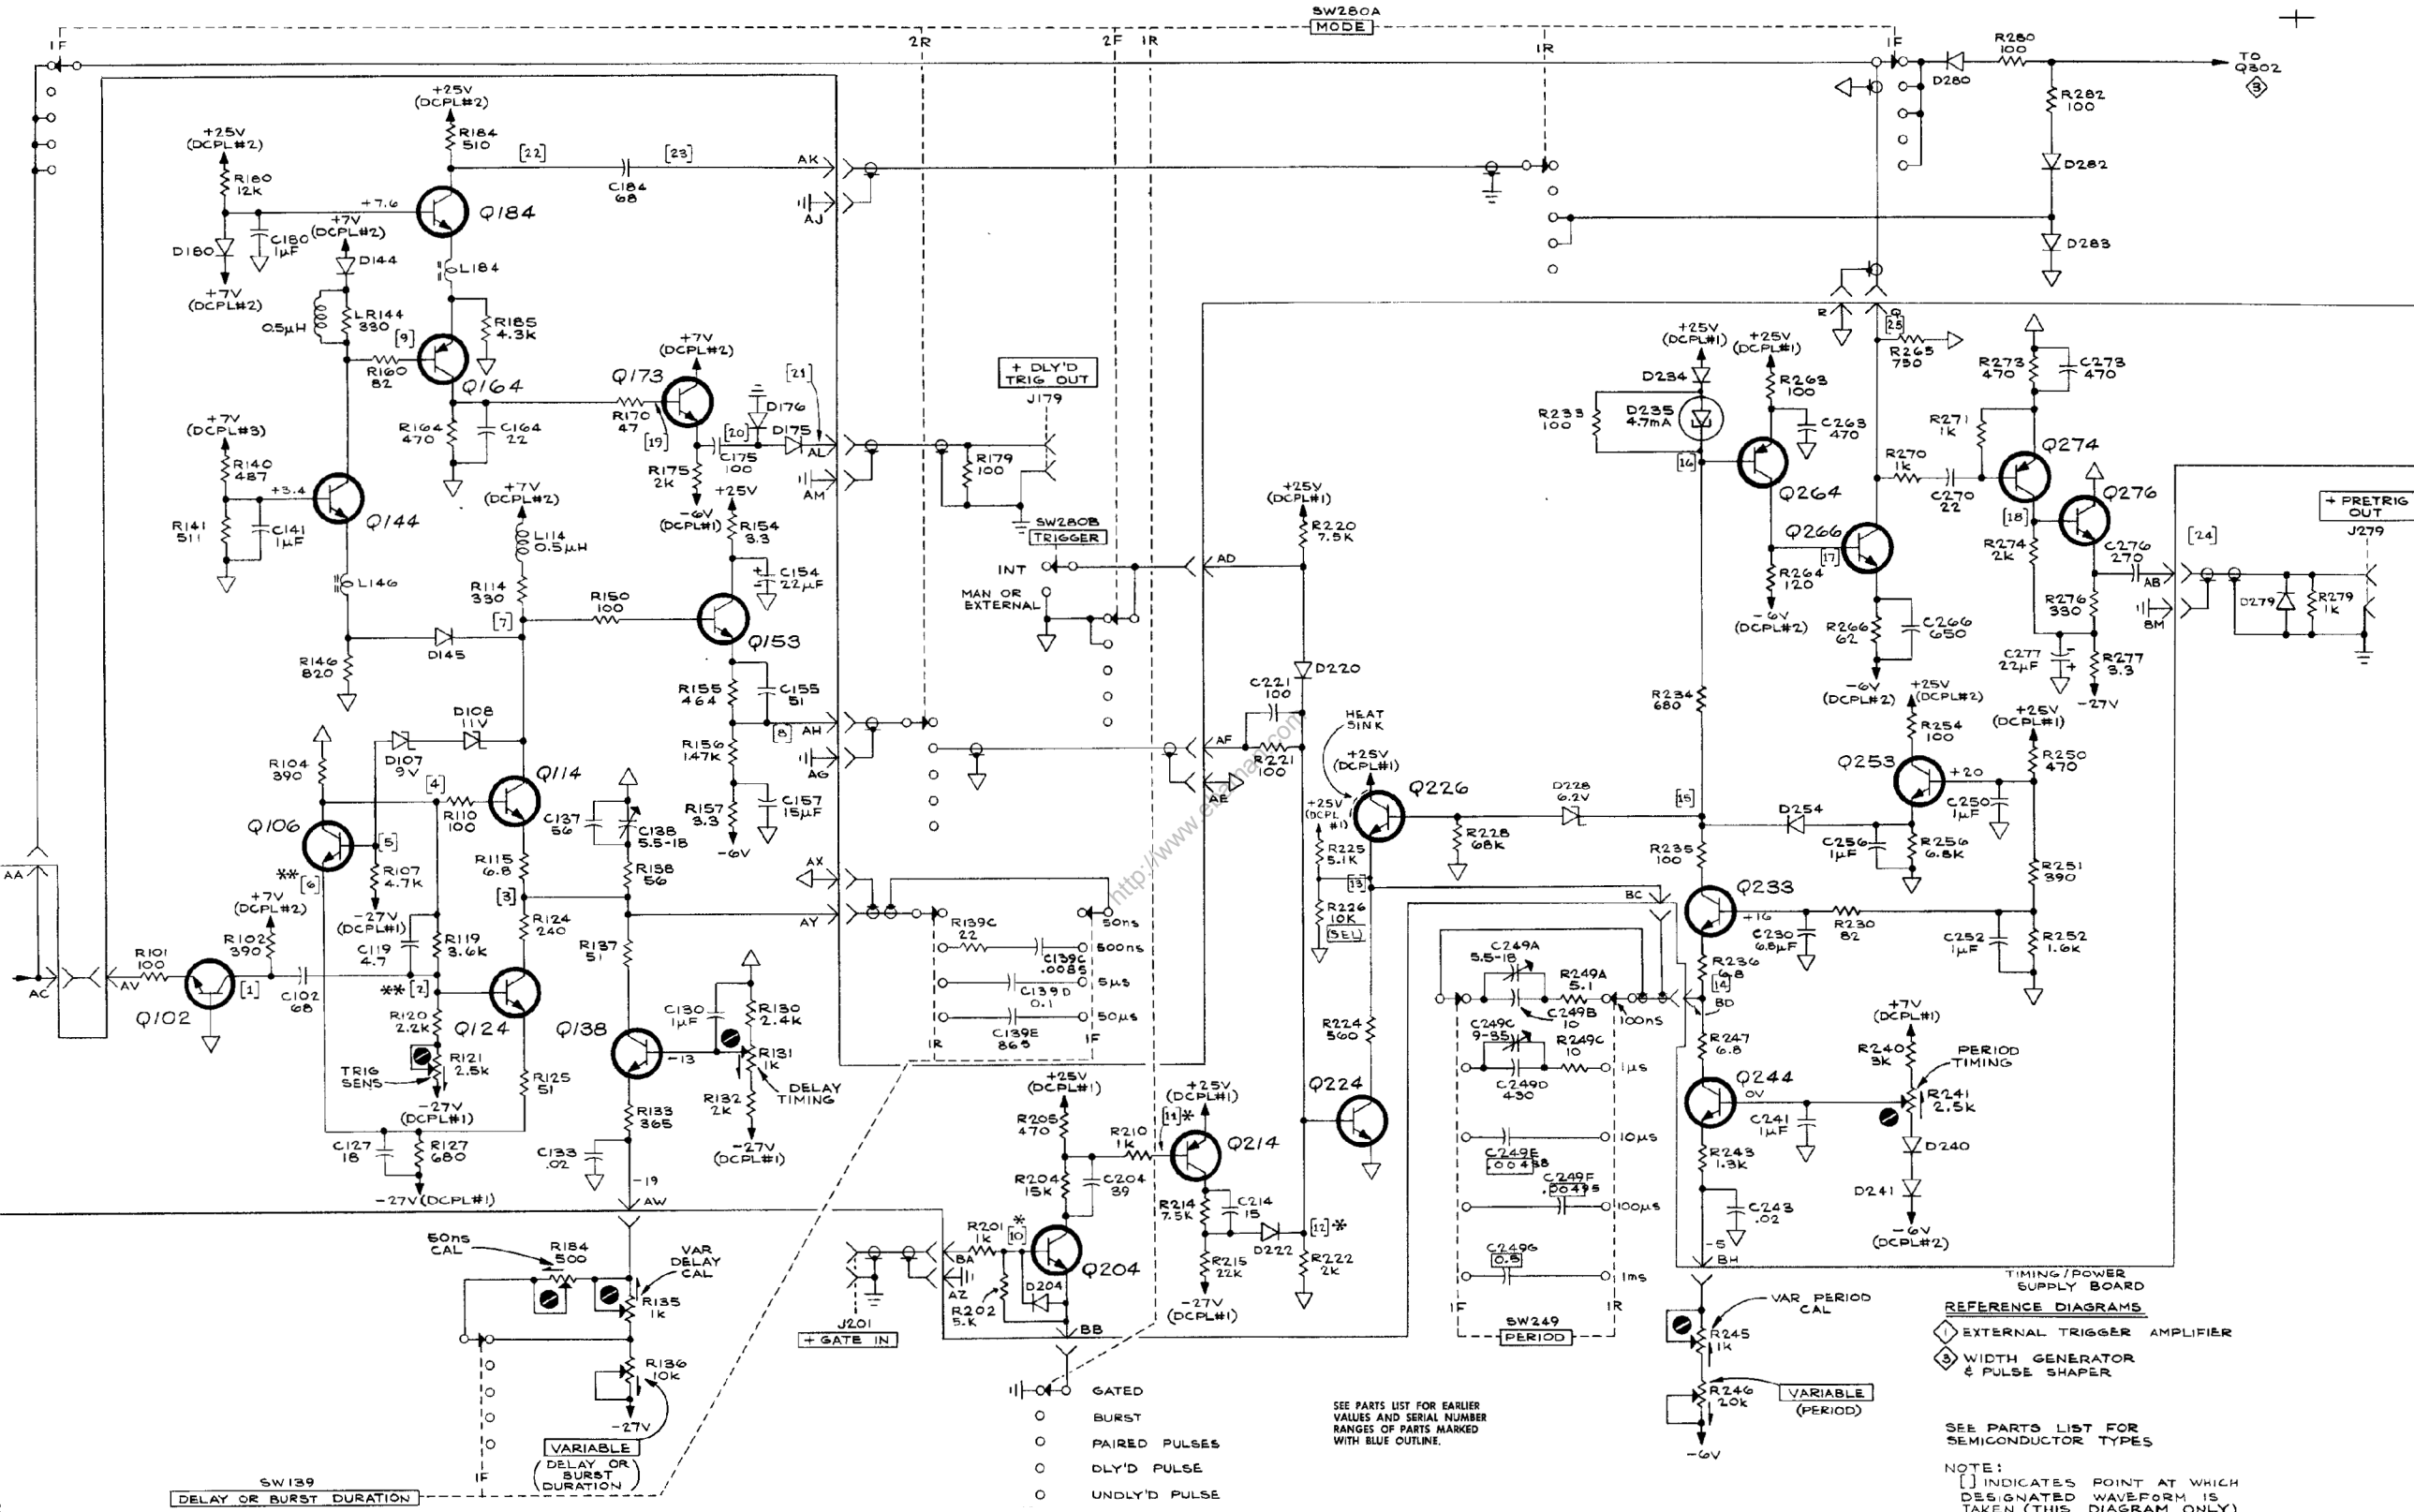 SW280A
MODE
1F
2R
2F
1R
1R
1F
R280
100
D280
TO
Q302
3
R282
100
D282
D283
+25V
(DCPL#2)
R184
510
[22]
[23]
C184
68
AK
AJ
+25V
(DCPL#2)
R180
12K
+7.6
Q184
D180
C180
1µF
+7V
(DCPL#2)
+7V
(DCPL#2)
D144
L184
0.5µH
LR144
330
[9]
R185
4.3K
R160
82
Q164
+7V
(DCPL#2)
Q173
R170
47
[19]
D176
[20]
D175
[21]
C175
100
AL
AM
R164
470
C164
22
R175
2K
-6V
(DCPL#1)
+ DLY'D
TRIG OUT
J179
R179
100
+7V
(DCPL#3)
R140
487
+3.4
R141
511
C141
1µF
Q144
L146
+7V
(DCPL#2)
L114
0.5µH
R114
330
[7]
R150
100
+25V
R154
3.3
C154
22µF
Q153
D145
R146
820
R155
464
C155
51
[8]
AH
AG
R156
147K
R157
3.3
C157
15µF
-6V
SW280B
TRIGGER
INT
MAN OR
EXTERNAL
AD
+25V
(DCPL#1)
R220
7.5K
D220
C221
100
AF
R221
100
AE
D108
11V
D107
9V
R104
390
[4]
Q114
R110
100
Q106
[5]
** [6]
R107
4.7K
-27V
(DCPL#1)
R115
6.8
[3]
C137
56
C138
5.5-18
R138
56
R124
240
R137
51
AX
AY
AA
AC
AV
R101
100
Q102
+7V
(DCPL#2)
R102
390
[1]
C102
68
C119
4.7
R119
3.6K
** [2]
Q124
R120
2.2K
R121
2.5K
TRIG
SENS
-27V
(DCPL#1)
R125
51
C127
18
R127
680
-27V(DCPL#1)
Q138
-13
C130
1µF
R130
2.4K
R131
1K
DELAY
TIMING
R132
2K
-27V
(DCPL#1)
R133
365
C133
.02
-19
AW
R139C
22
C139C
.0085
C139D
0.1
C139E
865
50ns
500ns
5µs
50µs
1R
1F
50ns
CAL
R184
500
VAR
DELAY
CAL
R135
1K
R136
10K
-27V
VARIABLE
(DELAY OR
BURST
DURATION)
1F
SW139
DELAY OR BURST DURATION
J201
+ GATE IN
BA
AZ
R201
1K
[10]*
Q204
R202
5.K
D204
BB
+25V
(DCPL#1)
R205
470
R204
15K
C204
39
R210
1K
[11]*
+25V
(DCPL#1)
Q214
R214
7.5K
C214
15
D222
[12]*
R215
22K
-27V
(DCPL#1)
R222
2K
GATED
BURST
PAIRED PULSES
DLY'D PULSE
UNDLY'D PULSE
HEAT
SINK
+25V
(DCPL#1)
Q226
+25V
(DCPL
#1)
R225
5.1K
[13]
R226
10K
(SEL)
R228
68K
D228
6.2V
[15]
R224
560
Q224
BC
+25V
(DCPL#1)
D234
R233
100
D235
4.7mA
[16]
+25V
(DCPL#1)
R263
100
C263
470
Q264
R264
120
-6V
(DCPL#2)
R
Q
[25]
R265
750
R270
1K
C270
22
[17]
Q266
R266
62
C266
650
-6V
(DCPL#2)
R273
470
C273
470
R271
1K
Q274
[18]
R274
2K
Q276
C276
270
R276
330
C277
22µF
R277
3.3
-27V
AB
BM
[24]
D279
R279
1K
+ PRETRIG
OUT
J279
R234
680
R235
100
+25V
(DCPL#2)
R254
100
Q253
+20
D254
C256
1µF
R256
6.8K
+25V
(DCPL#1)
R250
470
C250
1µF
R251
390
R252
1.6K
C252
1µF
Q233
+16
C230
6.8µF
R230
82
R236
6.8
[14]
BD
R247
6.8
Q244
0V
C241
1µF
+7V
(DCPL#1)
R240
3K
PERIOD
TIMING
R241
2.5K
D240
D241
-6V
(DCPL#2)
R243
1.3K
C243
.02
-5
BH
C249A
5.5-18
R249A
5.1
C249B
10
100ns
C249C
9-35
R249C
10
C249D
430
1µs
C249E
.00438
10µs
C249F
.00495
100µs
C249G
0.5
1ms
1F
1R
SW249
PERIOD
VAR PERIOD
CAL
R245
1K
R246
20K
VARIABLE
(PERIOD)
-6V
TIMING/POWER
SUPPLY BOARD
REFERENCE DIAGRAMS
1 EXTERNAL TRIGGER AMPLIFIER
3 WIDTH GENERATOR
& PULSE SHAPER
SEE PARTS LIST FOR EARLIER
VALUES AND SERIAL NUMBER
RANGES OF PARTS MARKED
WITH BLUE OUTLINE.
SEE PARTS LIST FOR
SEMICONDUCTOR TYPES
NOTE:
[ ] INDICATES POINT AT WHICH
DESIGNATED WAVEFORM IS
TAKEN (THIS DIAGRAM ONLY)